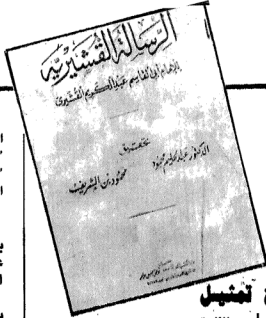 الرسالة القشيرية
للإمام أبي القاسم عبد الكريم القشيري
تحقيق
الدكتور عبد الحليم محمود
محمود بن الشريف
تمثيل